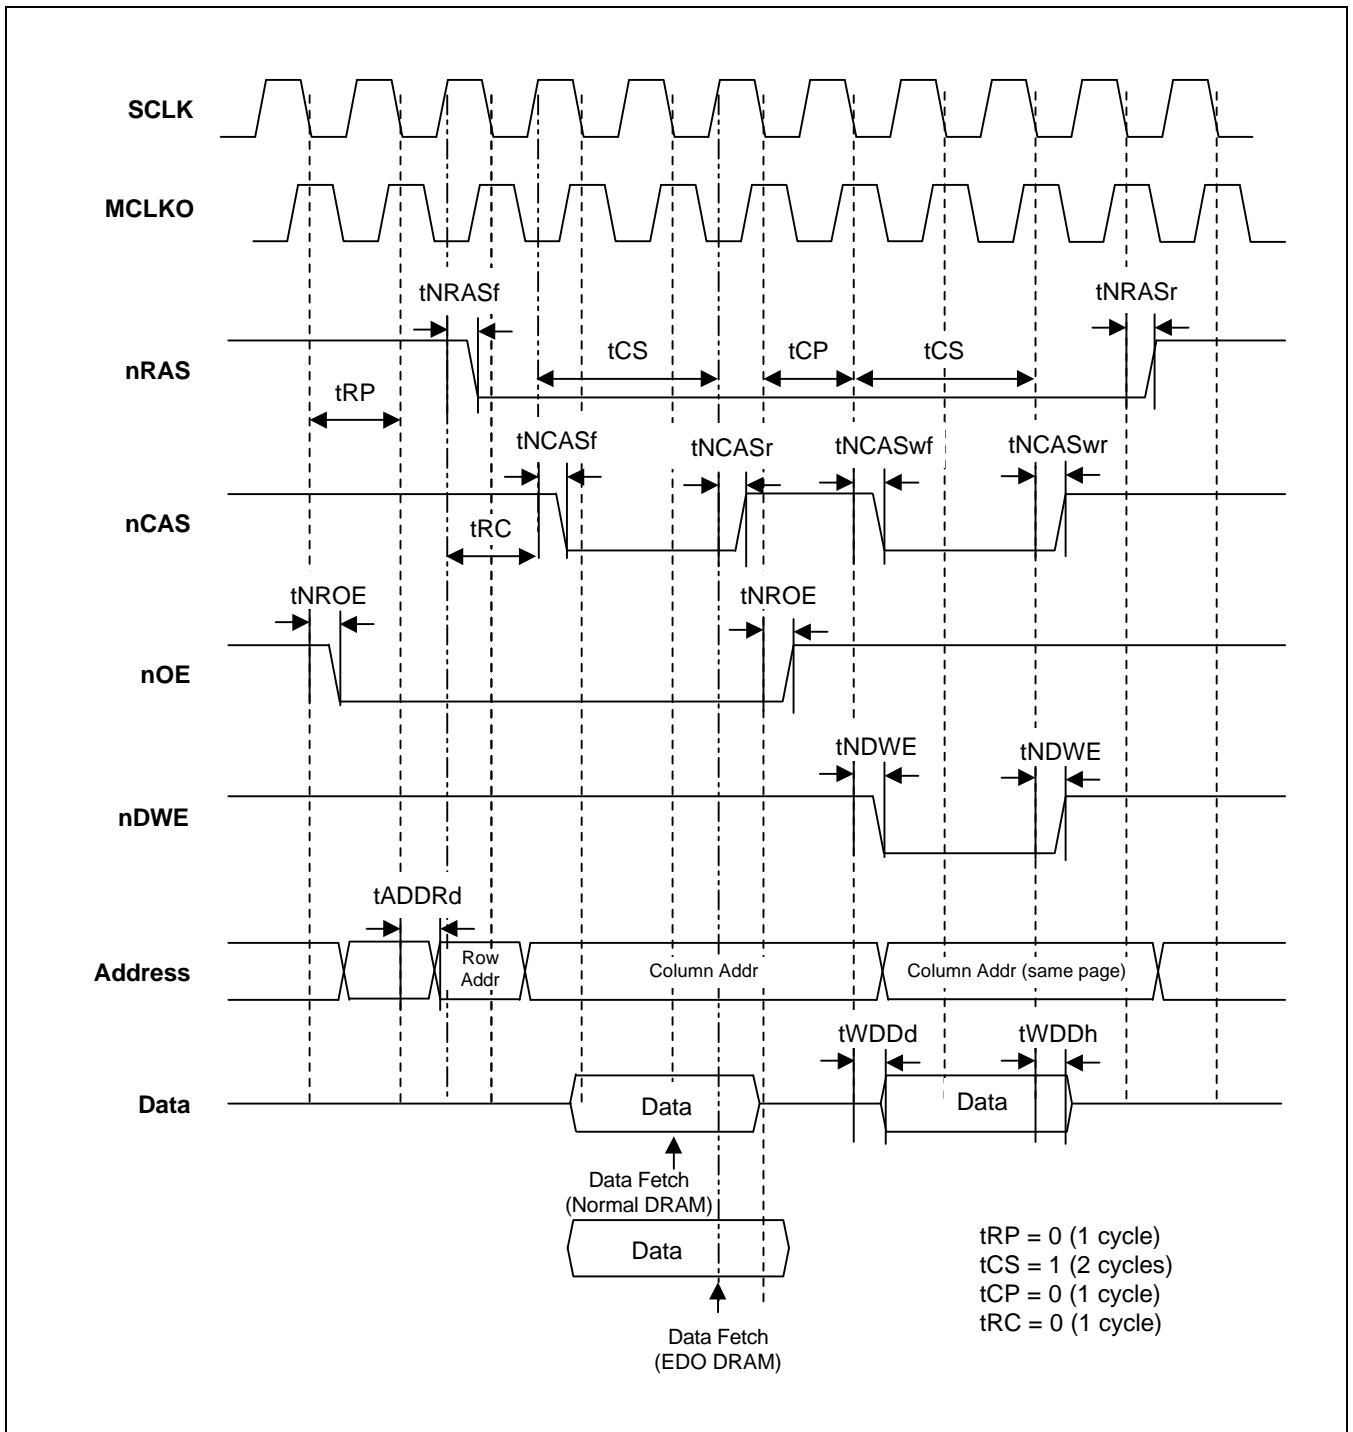 SCLK
MCLKO
tNRASf
tNRASr
nRAS
tCS
tCP
tCS
tRP
tNCASf
tNCASr
tNCASwf
tNCASwr
nCAS
tRC
tNROE
tNROE
nOE
tNDWE
tNDWE
nDWE
tADDRd
Address
Row
Addr
Column Addr
Column Addr (same page)
tWDDd
tWDDh
Data
Data
Data
Data Fetch
(Normal DRAM)
Data
Data Fetch
(EDO DRAM)
tRP = 0 (1 cycle)
tCS = 1 (2 cycles)
tCP = 0 (1 cycle)
tRC = 0 (1 cycle)